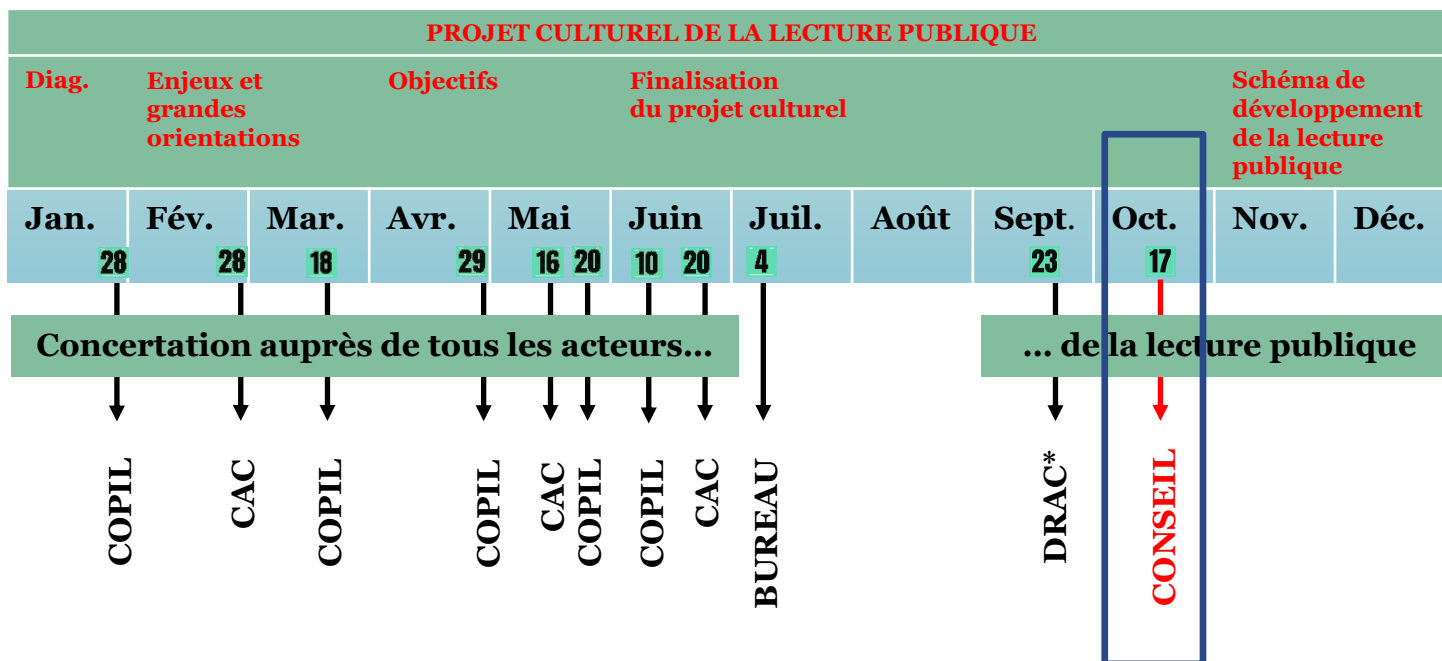 PROJET CULTUREL DE LA LECTURE PUBLIQUE
Diag.
Enjeux et
grandes
orientations
Objectifs
Finalisation
du projet culturel
Schéma de
développement
de la lecture
publique
Jan. Fév. Mar. Avr. Mai Juin Juil. Août Sept. Oct. Nov. Déc.
28 28 18 29 16 20 10 20 4 23 17
Concertation auprès de tous les acteurs...
... de la lecture publique
COPIL
CAC
COPIL
COPIL
CAC
COPIL
COPIL
CAC
BUREAU
DRAC*
CONSEIL